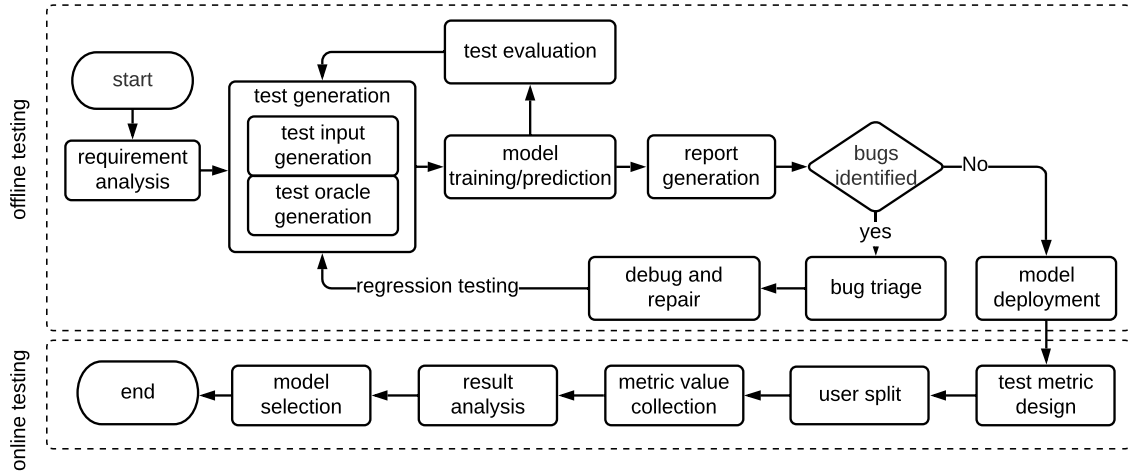 offline testing
start
requirement
analysis
test generation
test input
generation
test oracle
generation
test evaluation
model
training/prediction
report
generation
bugs
identified
No
yes
regression testing
debug and
repair
bug triage
model
deployment
online testing
end
model
selection
result
analysis
metric value
collection
user split
test metric
design